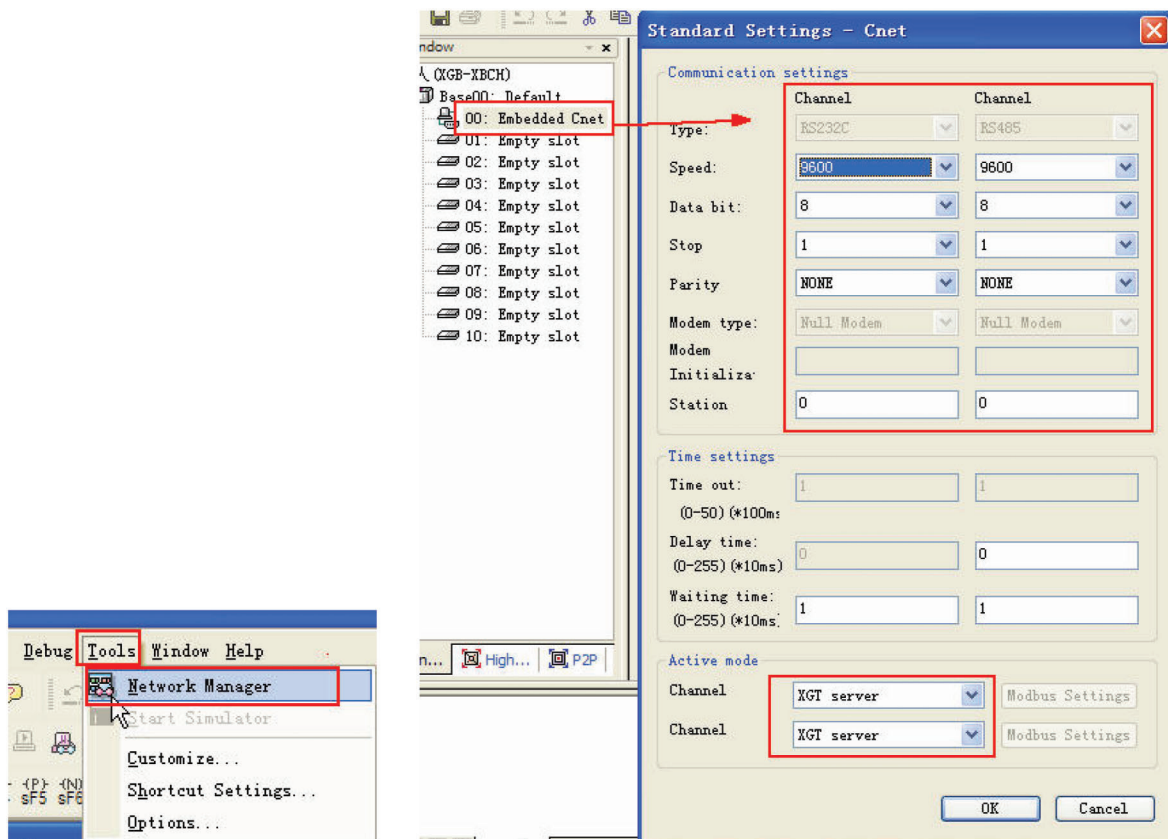 Debug Tools Window Help
Network Manager
Start Simulator
Customize...
Shortcut Settings...
Options...
{P} {N}
sF5 sF6
ndow
(XGB-XBCH)
Base00: Default
00: Embedded Cnet
01: Empty slot
02: Empty slot
03: Empty slot
04: Empty slot
05: Empty slot
06: Empty slot
07: Empty slot
08: Empty slot
09: Empty slot
10: Empty slot
n... High... P2P
Standard Settings - Cnet
Communication settings
Channel Channel
Type: RS232C RS485
Speed: 9600 9600
Data bit: 8 8
Stop 1 1
Parity NONE NONE
Modem type: Null Modem Null Modem
Modem
Initializa
Station 0 0
Time settings
Time out: 1 1
(0-50)(*100ms
Delay time: 0 0
(0-255)(*10ms)
Waiting time: 1 1
(0-255)(*10ms
Active mode
Channel XGT server Modbus Settings
Channel XGT server Modbus Settings
OK Cancel